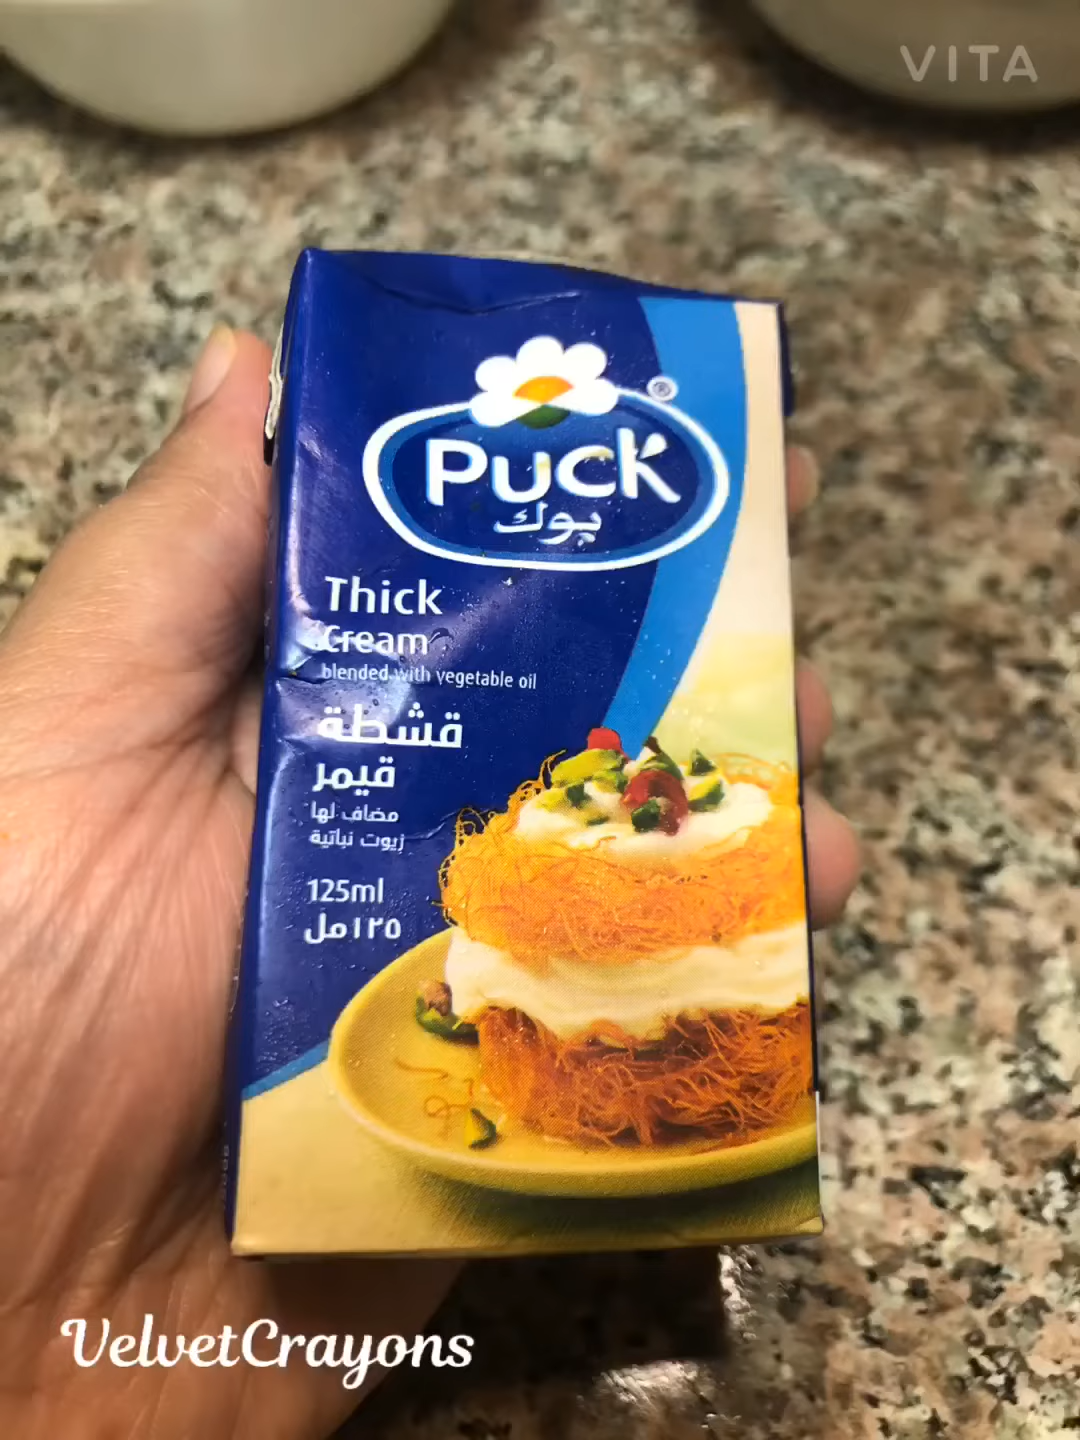 VITA
Puck
بوك
Thick
Cream
blended with vegetable oil
قشطة
قيمر
مضاف لها
زيوت نباتية
125ml
١٢٥مل
VelvetCrayons